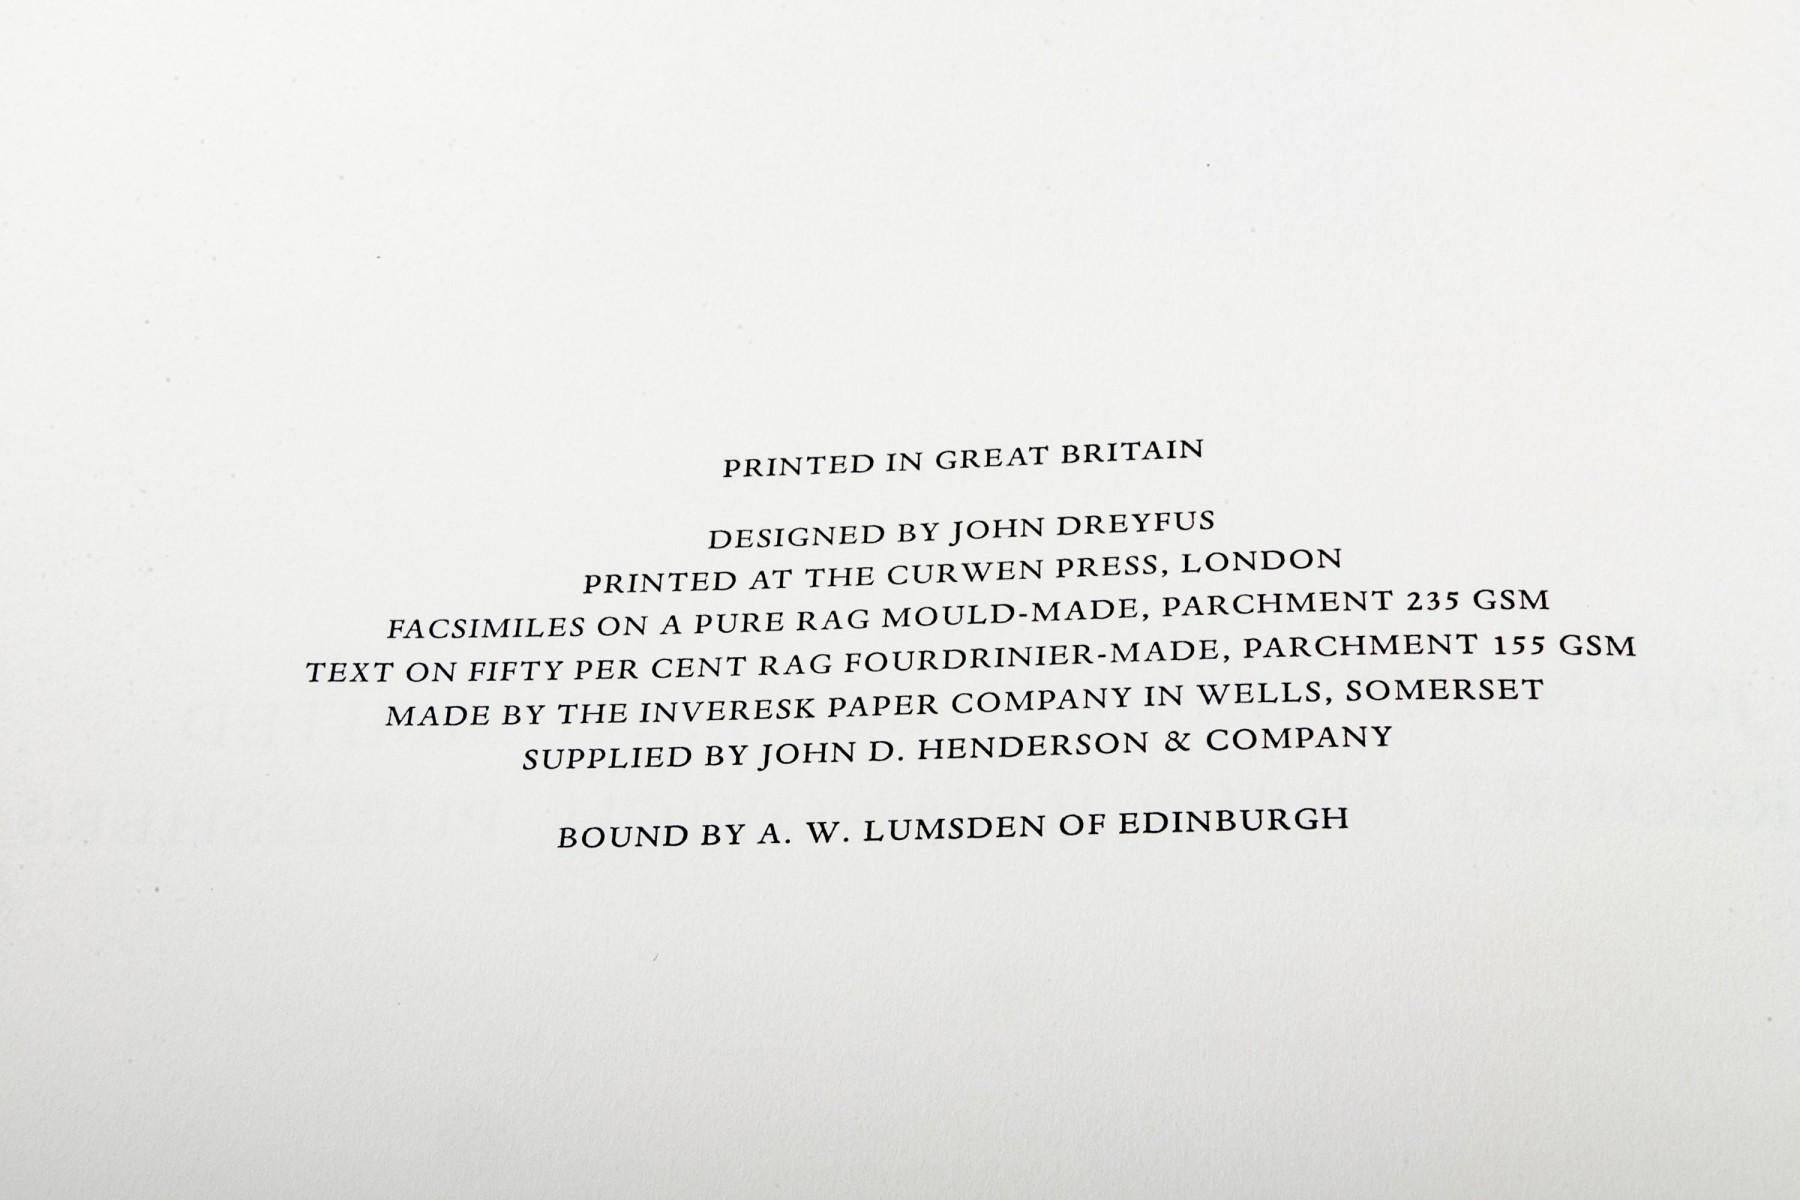 PRINTED IN GREAT BRITAIN
DESIGNED BY JOHN DREYFUS
PRINTED AT THE CURWEN PRESS, LONDON
FACSIMILES ON A PURE RAG MOULD-MADE, PARCHMENT 235 GSM
TEXT ON FIFTY PER CENT RAG FOURDRINIER-MADE, PARCHMENT 155 GSM
MADE BY THE INVERESK PAPER COMPANY IN WELLS, SOMERSET
SUPPLIED BY JOHN D. HENDERSON & COMPANY
BOUND BY A. W. LUMSDEN OF EDINBURGH